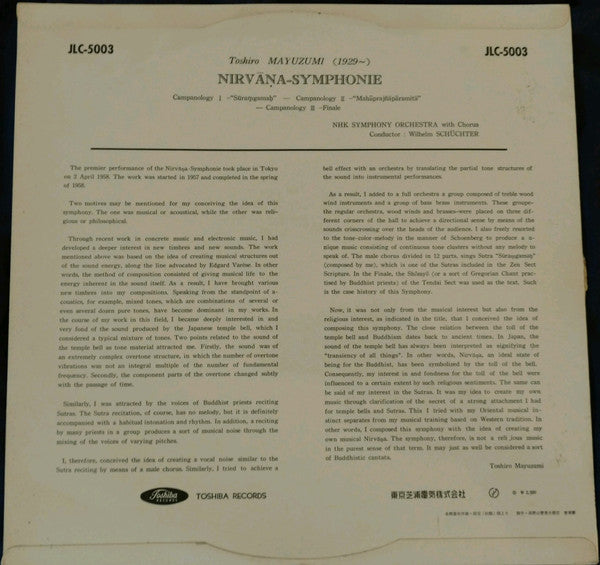 JLC-5003
JLC-5003
Toshiro MAYUZUMI (1929~)
NIRVĀṆA-SYMPHONIE
Campanology I -"Sūraṃgamaḥ" — Campanology II -"Mahāprajñāpāramitā"
— Campanology III -Finale
NHK SYMPHONY ORCHESTRA with Chorus
Conductor : Wilhelm SCHÜCHTER
The premier performance of the Nirvāṇa-Symphonie took place in Tokyo
on 2 April 1958. The work was started in 1957 and completed in the spring
of 1958.
Two motives may be mentioned for my conceiving the idea of this
symphony. The one was musical or acoustical, while the other was reli-
gious or philosophical.
Through recent work in concrete music and electronic music, I had
developed a deeper interest in new timbres and new sounds. The work
mentioned above was based on the idea of creating musical structures out
of the sound energy, along the line advocated by Edgard Varèse. In other
words, the method of composition consisted of giving musical life to the
energy inherent in the sound itself. As a result, I have brought various
new timbres into my compositions. Speaking from the standpoint of a-
coustics, for example, mixed tones, which are combinations of several or
even several dozen pure tones, have become dominant in my works. In
the course of my work in this field, I have became deeply interested in and
very fond of the sound produced by the Japanese temple bell, which I
considered a typical mixture of tones. Two points related to the sound of
the temple bell as tone material attracted me. Firstly, the sound was of
an extremely complex overtone structure, in which the number of overtone
vibrations was not an integral multiple of the number of fundamental
frequency. Secondly, the component parts of the overtone changed subtly
with the passage of time.
Similarly, I was attracted by the voices of Buddhist priests reciting
Sutras. The Sutra recitation, of course, has no melody, but it is definitely
accompanied with a habitual intonation and rhythm. In addition, a reciting
by many priests in a group produces a sort of musical noise through the
mixing of the voices of varying pitches.
I, therefore, conceived the idea of creating a vocal noise similar to the
Sutra reciting by means of a male chorus. Similarly, I tried to achieve a
bell effect with an orchestra by translating the partial tone structures of
the sound into instrumental performances.
As a result, I added to a full orchestra a group composed of treble wood
wind instruments and a group of bass brass instruments. These groups-
the regular orchestra, wood winds and brasses-were placed on three dif-
ferent corners of the hall to achieve a directional sense by means of the
sounds crisscrossing over the heads of the audience. I also freely resorted
to the tone-color-melody in the manner of Schoenberg to produce a u-
nique music consisting of continuous tone clusters without any melody to
speak of. The male chorus divided in 12 parts, sings Sutra "Sūraṃgamaḥ"
(composed by me), which is one of the Sutras included in the Zen Sect
Scripture. In the Finale, the Shōmyō (or a sort of Gregorian Chant prac-
tised by Buddhist priests) of the Tendai Sect was used as the text. Such
is the case history of this Symphony.
Now, it was not only from the musical interest but also from the
religious interest, as indicated in the title, that I conceived the idea of
composing this symphony. The close relation between the toll of the
temple bell and Buddhism dates back to ancient times. In Japan, the
sound of the temple bell has always been interpreted as signifying the
"transiency of all things". In other words, Nirvāṇa, an ideal state of
being for the Buddhist, has been symbolized by the toll of the bell.
Consequently, my interest in and fondness for the toll of the bell were
influenced to a certain extent by such religious sentiments. The same can
be said of my interest in the Sutras. It was my idea to create my own
music through clarification of the secret of a strong attachment I had
for temple bells and Sutras. This I tried with my Oriental musical in-
stinct separates from my musical training based on Western tradition. In
other words, I composed this symphony with the idea of creating my
own musical Nirvāṇa. The symphony, therefore, is not a reli ious music
in the purest sense of that term. It may just as well be considered a sort
of Buddhistic cantata.
Toshiro Mayuzumi
Toshiba
RECORDS
TOSHIBA RECORDS
東京芝浦電気株式会社